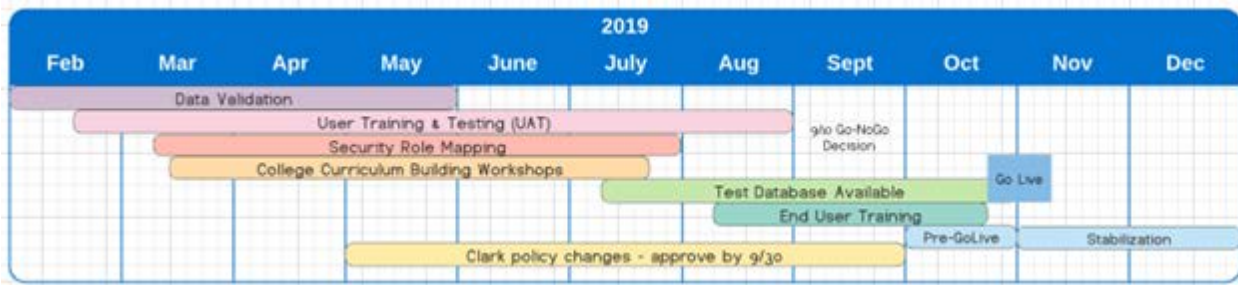 2019
Feb Mar Apr May June July Aug Sept Oct Nov Dec
Data Validation
User Training & Testing (UAT)
9/10 Go-NoGo
Decision
Security Role Mapping
College Curriculum Building Workshops
Go Live
Test Database Available
End User Training
Pre-GoLive
Stabilization
Clark policy changes - approve by 9/30